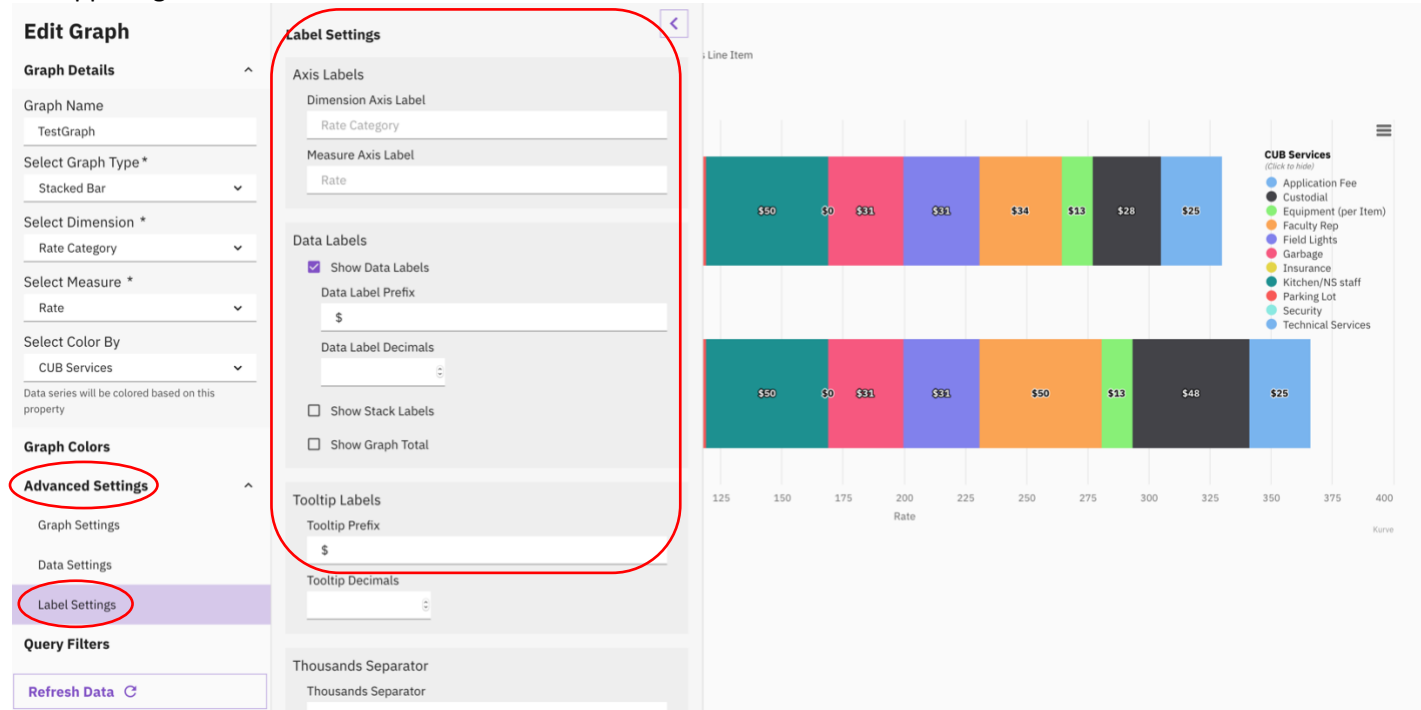 Edit Graph
Graph Details
Graph Name
TestGraph
Select Graph Type*
Stacked Bar
Select Dimension *
Rate Category
Select Measure *
Rate
Select Color By
CUB Services
Data series will be colored based on this
property
Graph Colors
Advanced Settings
Graph Settings
Data Settings
Label Settings
Query Filters
Refresh Data
Label Settings
Axis Labels
Dimension Axis Label
Rate Category
Measure Axis Label
Rate
Data Labels
Show Data Labels
Data Label Prefix
$
Data Label Decimals
Show Stack Labels
Show Graph Total
Tooltip Labels
Tooltip Prefix
$
Tooltip Decimals
Thousands Separator
Thousands Separator
Line Item
$50 $0 $31 $31 $34 $13 $28 $25
$50 $0 $31 $31 $50 $13 $48 $25
125 150 175 200 225 250 275 300 325 350 375 400
Rate
CUB Services
(Click to hide)
Application Fee
Custodial
Equipment (per Item)
Faculty Rep
Field Lights
Garbage
Insurance
Kitchen/NS staff
Parking Lot
Security
Technical Services
Kurve